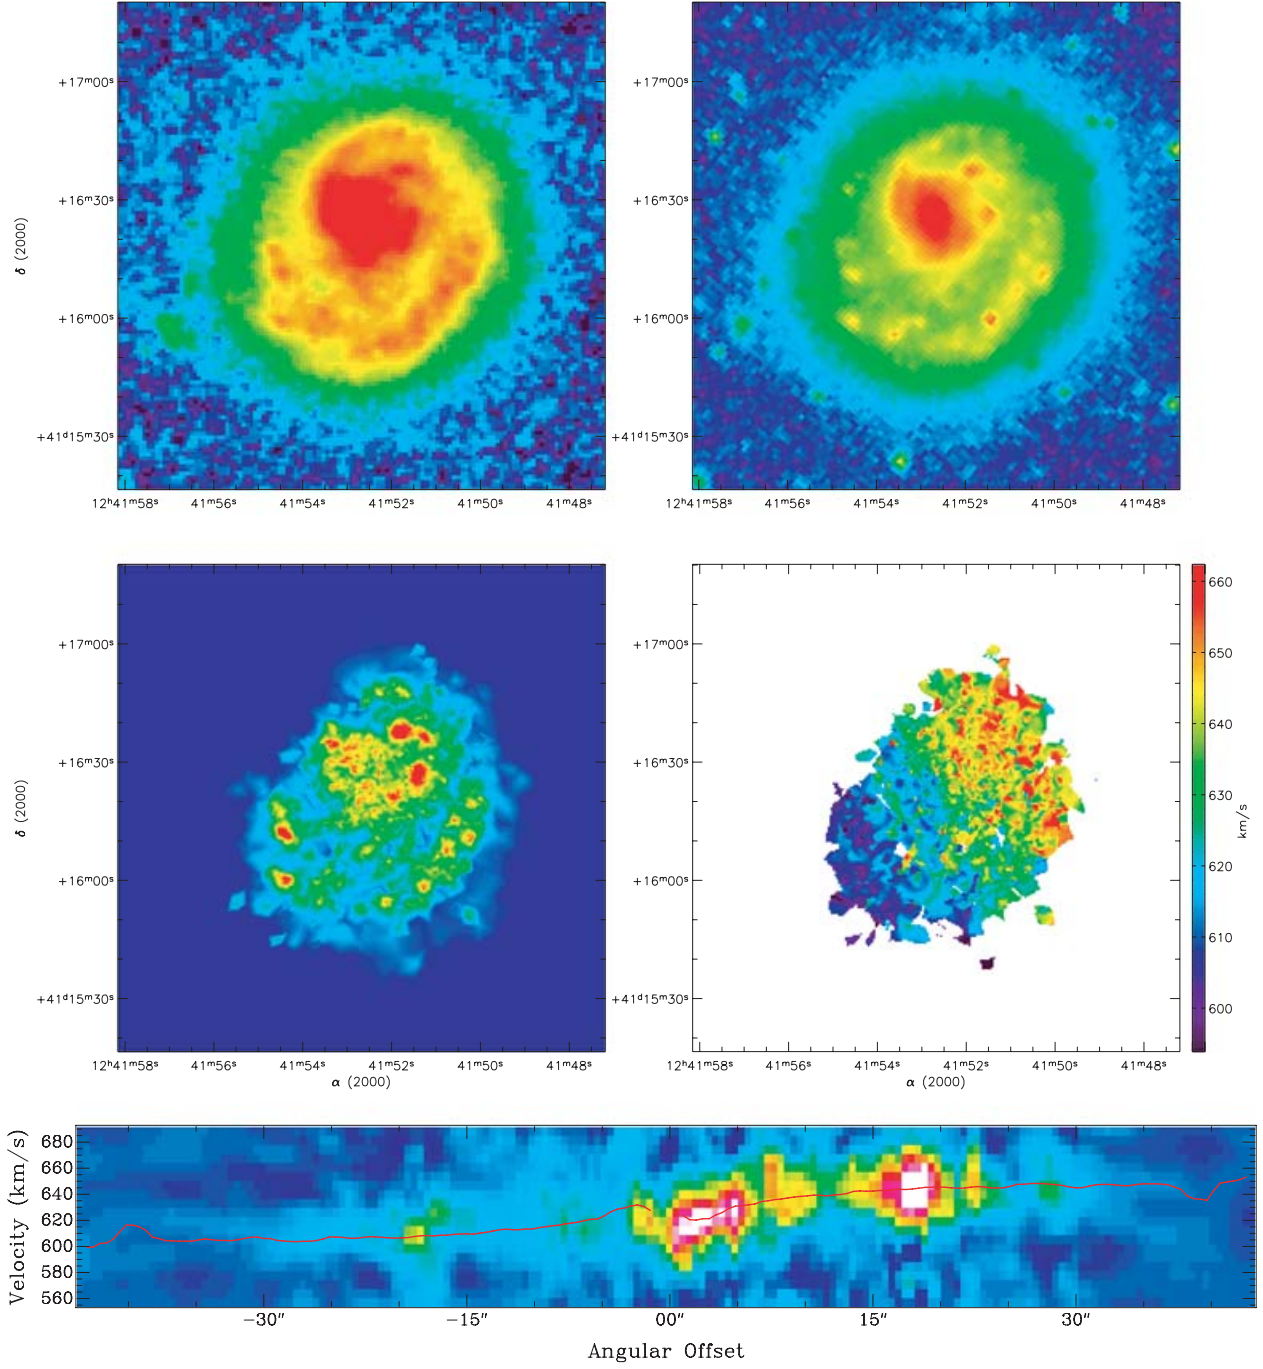 +17ᵐ00ˢ
+16ᵐ30ˢ
+16ᵐ00ˢ
+41ᵈ15ᵐ30ˢ
δ (2000)
12ʰ41ᵐ58ˢ 41ᵐ56ˢ 41ᵐ54ˢ 41ᵐ52ˢ 41ᵐ50ˢ 41ᵐ48ˢ
+17ᵐ00ˢ
+16ᵐ30ˢ
+16ᵐ00ˢ
+41ᵈ15ᵐ30ˢ
12ʰ41ᵐ58ˢ 41ᵐ56ˢ 41ᵐ54ˢ 41ᵐ52ˢ 41ᵐ50ˢ 41ᵐ48ˢ
+17ᵐ00ˢ
+16ᵐ30ˢ
+16ᵐ00ˢ
+41ᵈ15ᵐ30ˢ
δ (2000)
12ʰ41ᵐ58ˢ 41ᵐ56ˢ 41ᵐ54ˢ 41ᵐ52ˢ 41ᵐ50ˢ 41ᵐ48ˢ
α (2000)
+17ᵐ00ˢ
+16ᵐ30ˢ
+16ᵐ00ˢ
+41ᵈ15ᵐ30ˢ
12ʰ41ᵐ58ˢ 41ᵐ56ˢ 41ᵐ54ˢ 41ᵐ52ˢ 41ᵐ50ˢ 41ᵐ48ˢ
α (2000)
660
650
640
630
620
610
600
km/s
680
660
640
620
600
580
560
Velocity (km/s)
-30" -15" 00" 15" 30"
Angular Offset